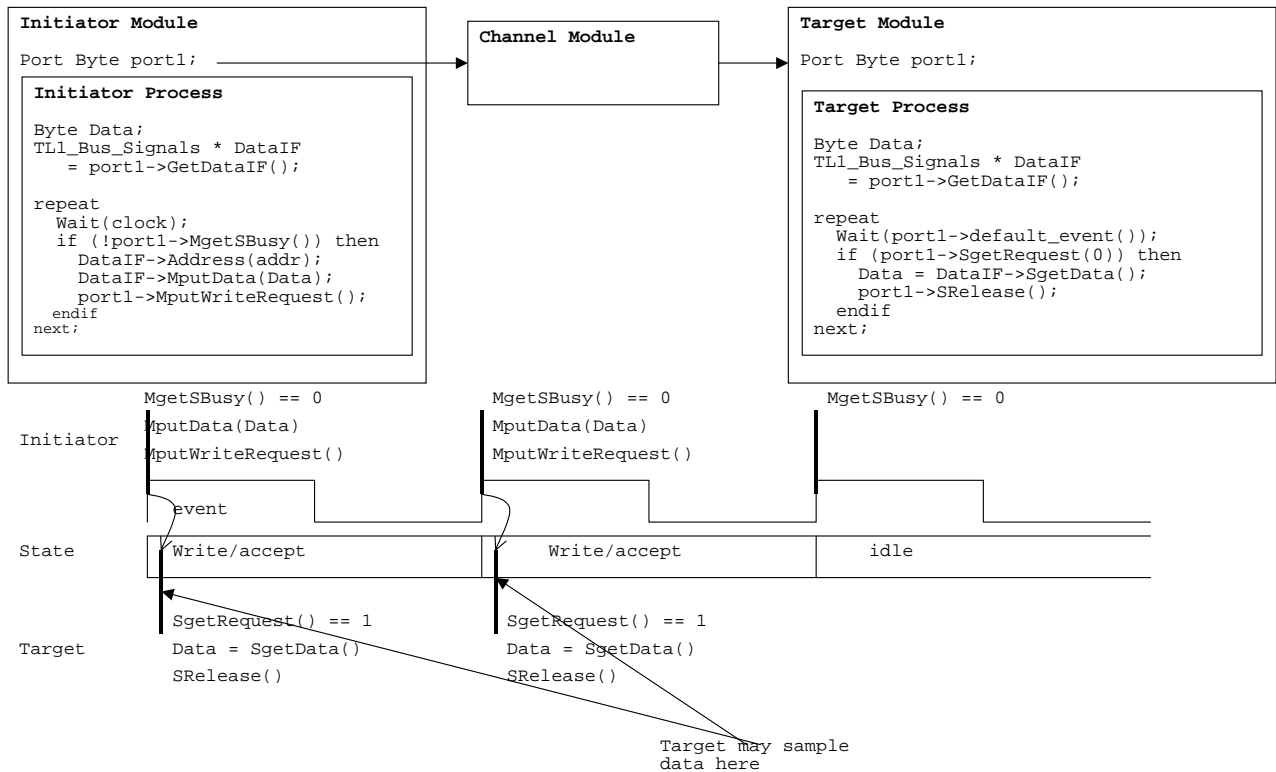 Initiator Module
Port Byte port1;
Initiator Process
Byte Data;
TL1_Bus_Signals * DataIF
= port1->GetDataIF();
repeat
Wait(clock);
if (!port1->MgetSBusy()) then
DataIF->Address(addr);
DataIF->MputData(Data);
port1->MputWriteRequest();
endif
next;
Channel Module
Target Module
Port Byte port1;
Target Process
Byte Data;
TL1_Bus_Signals * DataIF
= port1->GetDataIF();
repeat
Wait(port1->default_event());
if (port1->SgetRequest(0)) then
Data = DataIF->SgetData();
port1->SRelease();
endif
next;
MgetSBusy() == 0
MgetSBusy() == 0
MgetSBusy() == 0
Initiator
MputData(Data)
MputWriteRequest()
MputData(Data)
MputWriteRequest()
event
State
Write/accept
Write/accept
idle
Target
SgetRequest() == 1
Data = SgetData()
SRelease()
SgetRequest() == 1
Data = SgetData()
SRelease()
Target may sample
data here